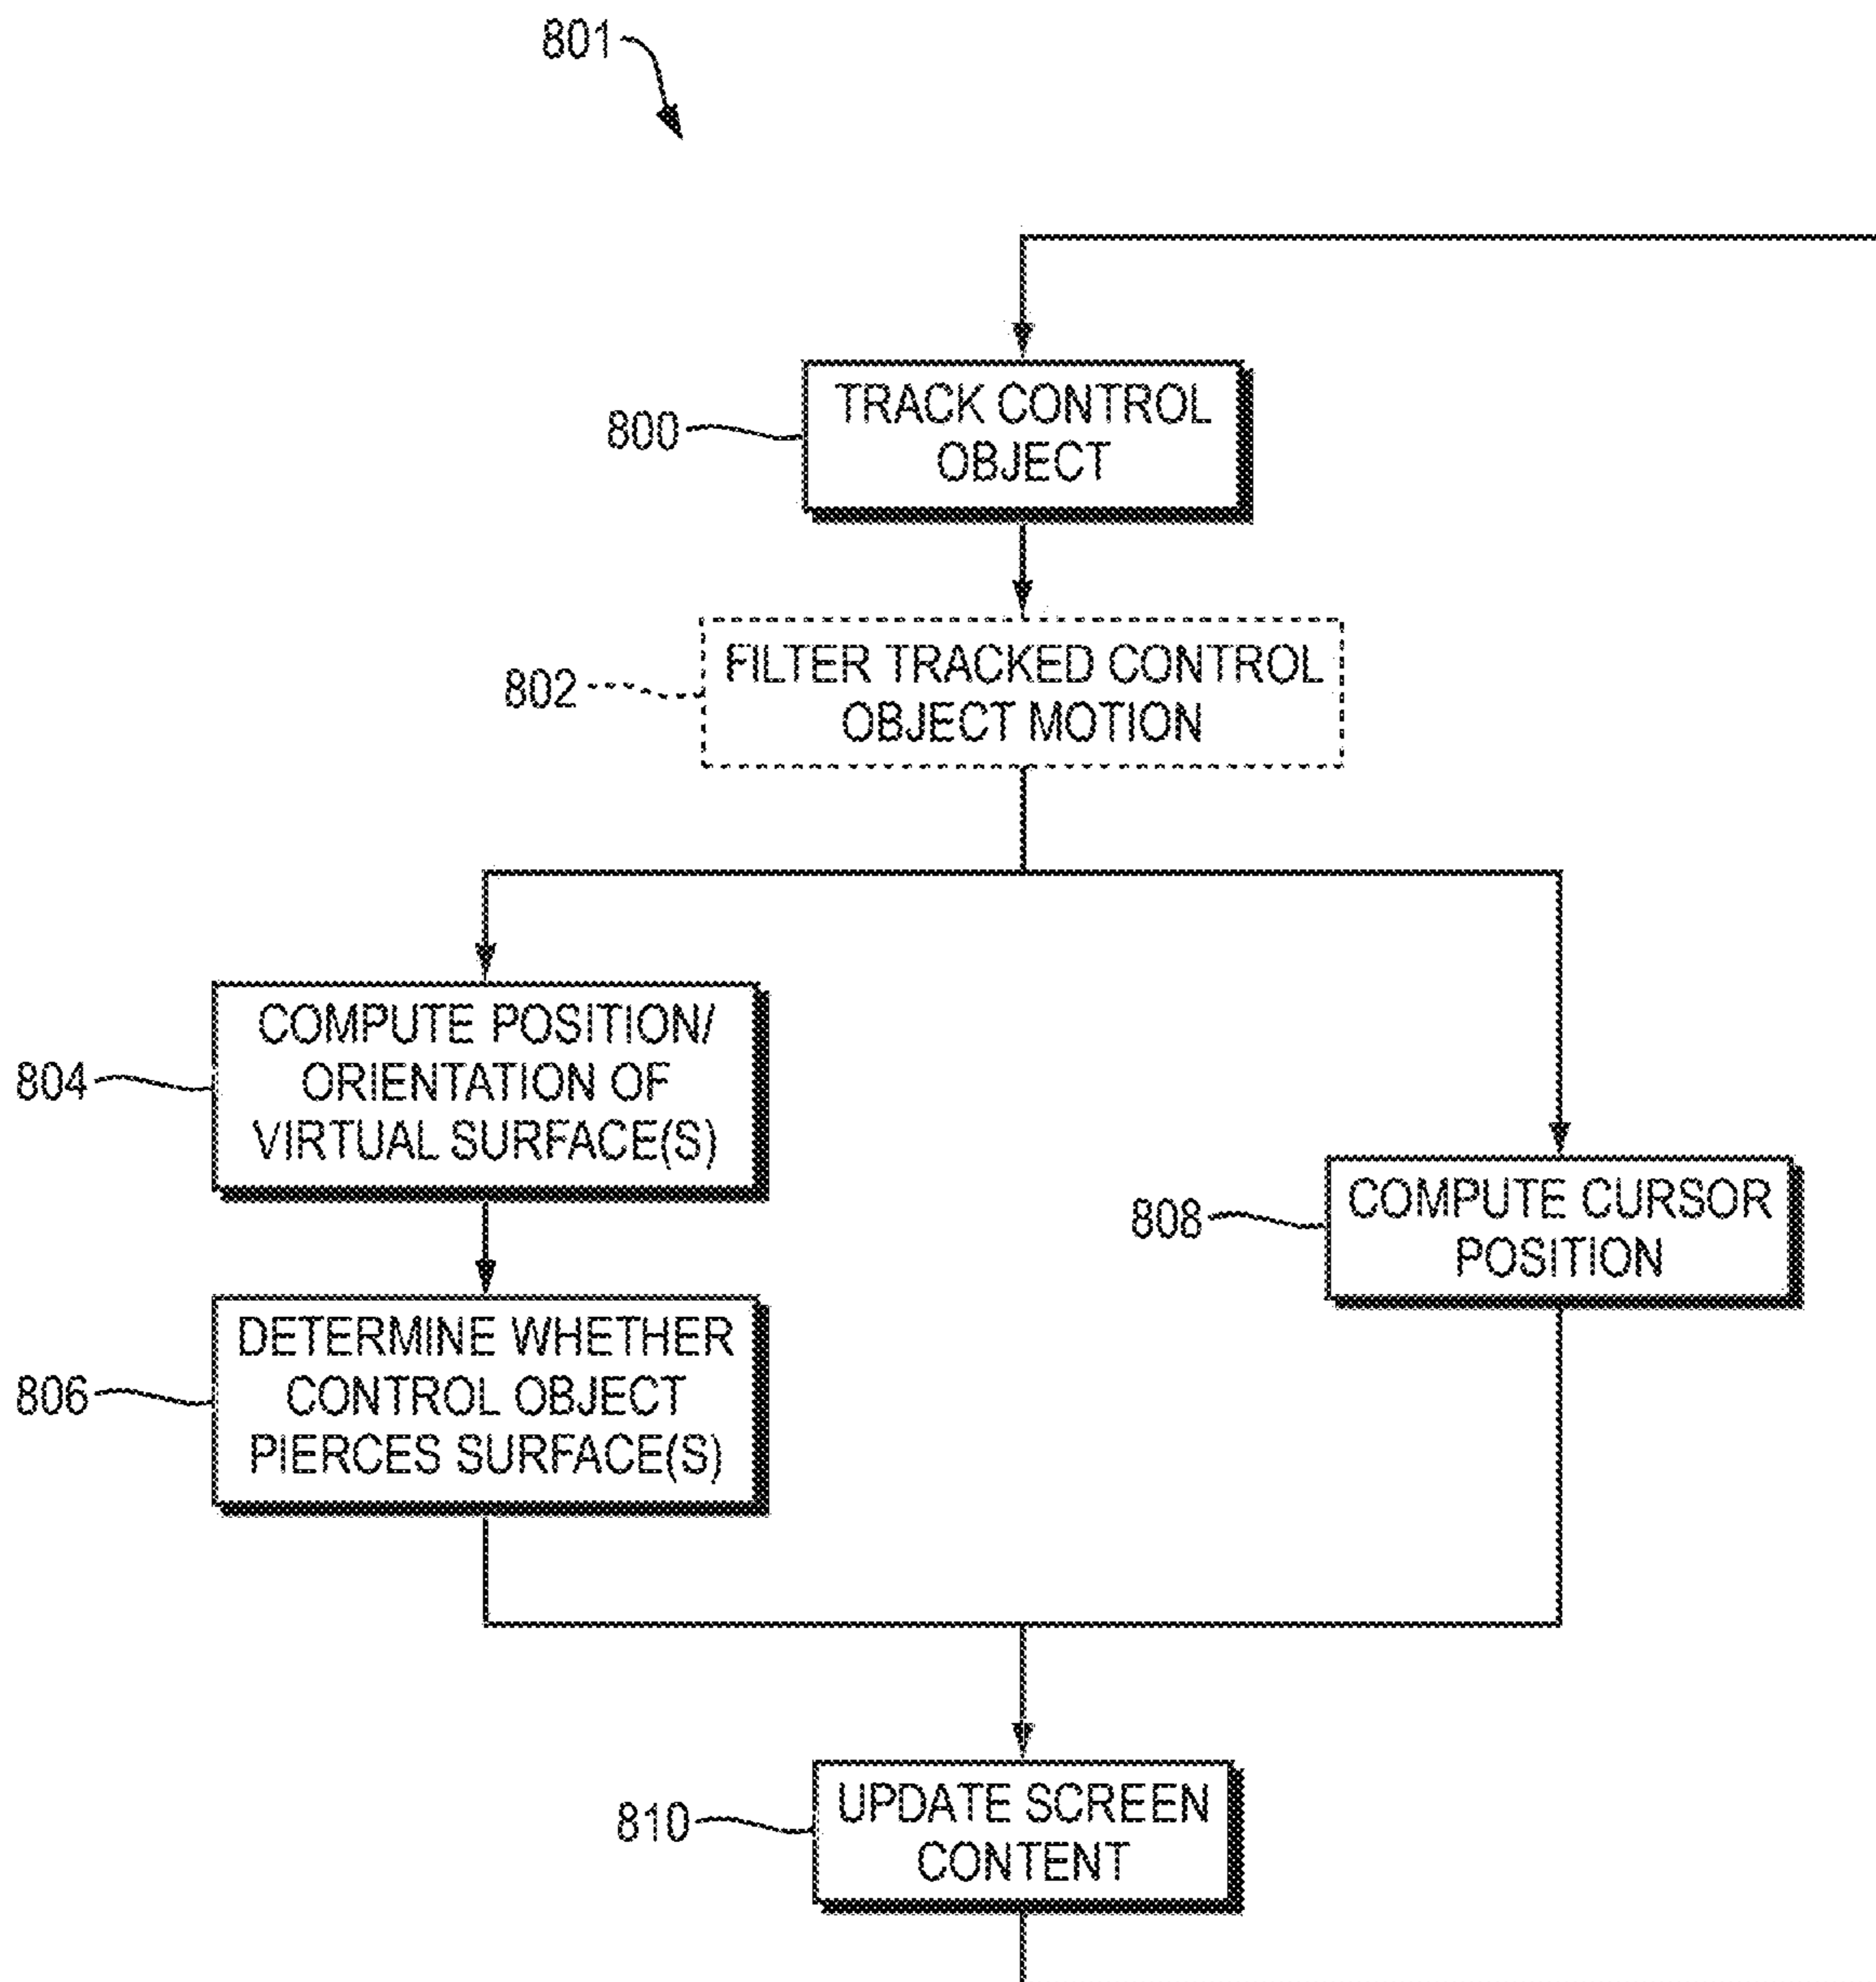 801
800
TRACK CONTROL
OBJECT
802
FILTER TRACKED CONTROL
OBJECT MOTION
804
COMPUTE POSITION/
ORIENTATION OF
VIRTUAL SURFACE(S)
808
COMPUTE CURSOR
POSITION
806
DETERMINE WHETHER
CONTROL OBJECT
PIERCES SURFACE(S)
810
UPDATE SCREEN
CONTENT